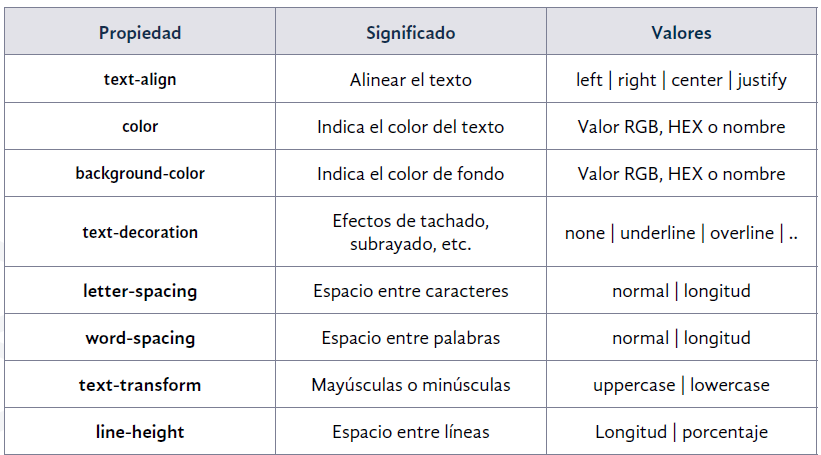 Propiedad Significado Valores
text-align Alinear el texto left | right | center | justify
color Indica el color del texto Valor RGB, HEX o nombre
background-color Indica el color de fondo Valor RGB, HEX o nombre
text-decoration Efectos de tachado, subrayado, etc. none | underline | overline | ..
letter-spacing Espacio entre caracteres normal | longitud
word-spacing Espacio entre palabras normal | longitud
text-transform Mayúsculas o minúsculas uppercase | lowercase
line-height Espacio entre líneas Longitud | porcentaje